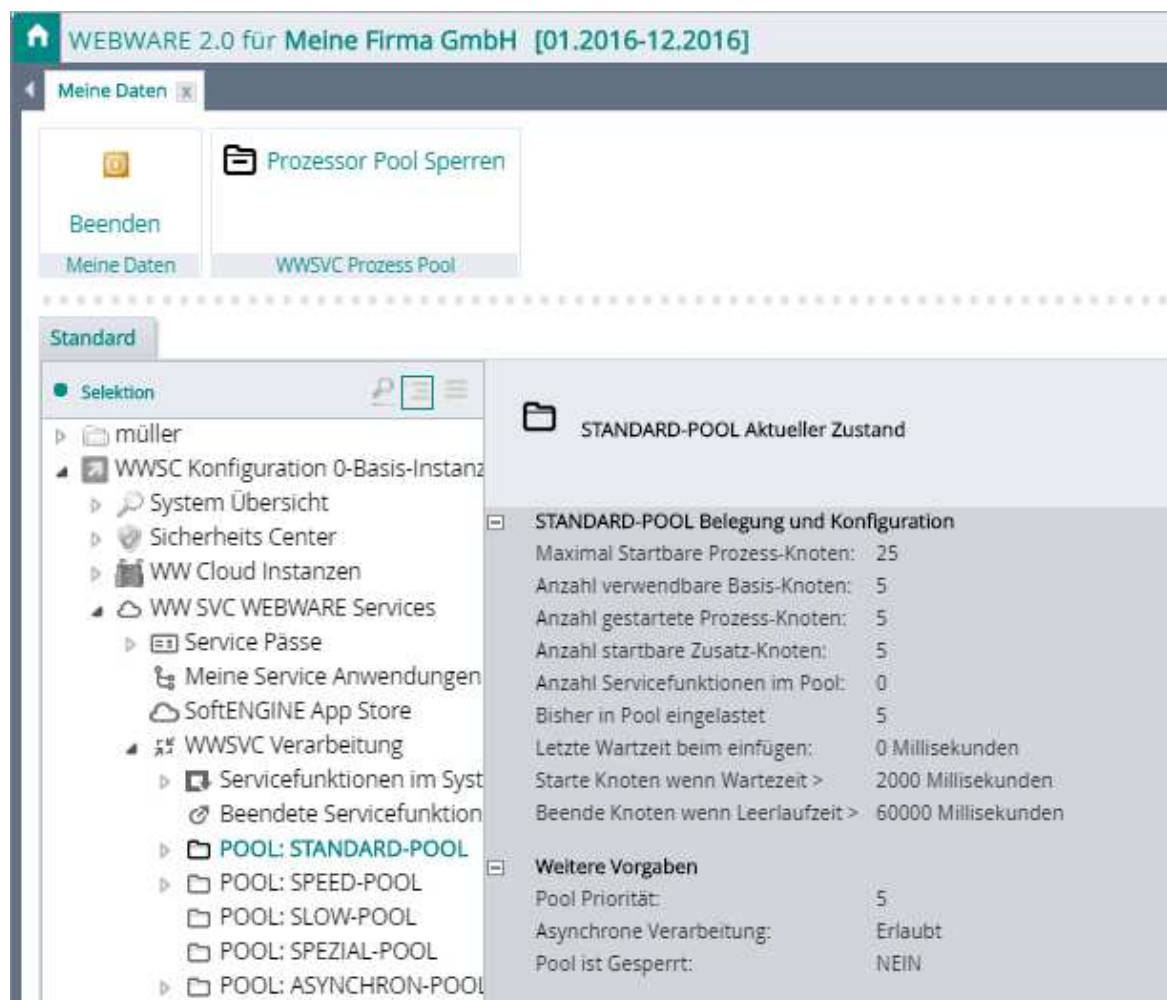 WEBWARE 2.0 für Meine Firma GmbH [01.2016-12.2016]
Meine Daten x
Prozessor Pool Sperren
Beenden
Meine Daten
WWSVC Prozess Pool
Standard
Selektion
müller
WWSC Konfiguration 0-Basis-Instanz
System Übersicht
Sicherheits Center
WW Cloud Instanzen
WW SVC WEBWARE Services
Service Pässe
Meine Service Anwendungen
SoftENGINE App Store
WWSVC Verarbeitung
Servicefunktionen im Syst
Beendete Servicefunktion
POOL: STANDARD-POOL
POOL: SPEED-POOL
POOL: SLOW-POOL
POOL: SPEZIAL-POOL
POOL: ASYNCHRON-POOL
STANDARD-POOL Aktueller Zustand
STANDARD-POOL Belegung und Konfiguration
Maximal Startbare Prozess-Knoten: 25
Anzahl verwendbare Basis-Knoten: 5
Anzahl gestartete Prozess-Knoten: 5
Anzahl startbare Zusatz-Knoten: 5
Anzahl Servicefunktionen im Pool: 0
Bisher in Pool eingelastet 5
Letzte Wartzeit beim einfügen: 0 Millisekunden
Starte Knoten wenn Wartezeit > 2000 Millisekunden
Beende Knoten wenn Leerlaufzeit > 60000 Millisekunden
Weitere Vorgaben
Pool Priorität: 5
Asynchrone Verarbeitung: Erlaubt
Pool ist Gesperrt: NEIN